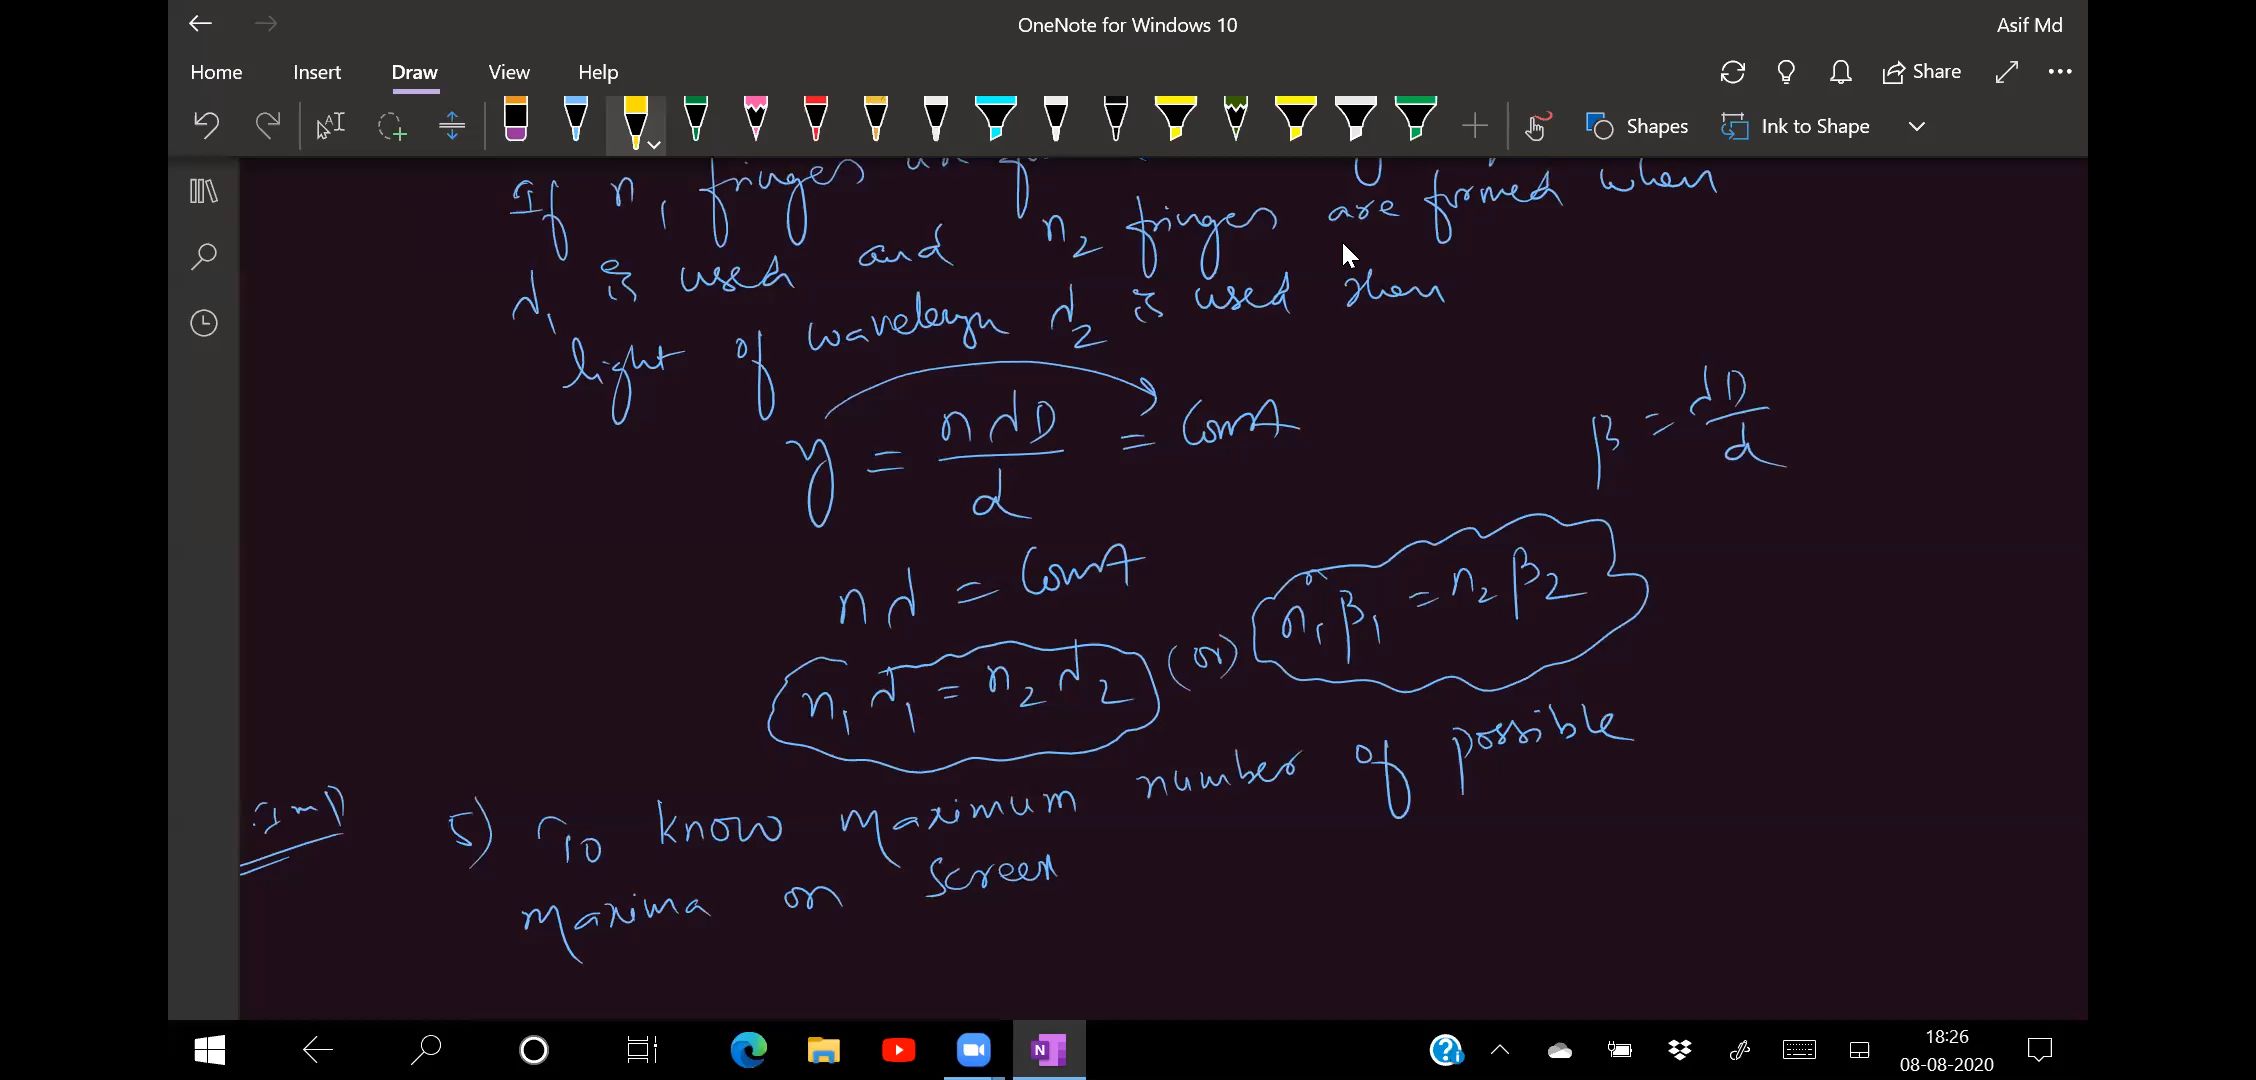 OneNote for Windows 10
Asif Md
Home Insert Draw View Help
Share
Shapes
Ink to Shape
If n1 fringes
n2 fringes are formed when
λ1 is used and
light of wavelength λ2 is used then
y = nλD/d = Const
β = λD/d
nλ = Const
n1λ1 = n2λ2 (or) n1β1 = n2β2
Imp
5) To know maximum number of possible
maxima on screen
18:26
08-08-2020